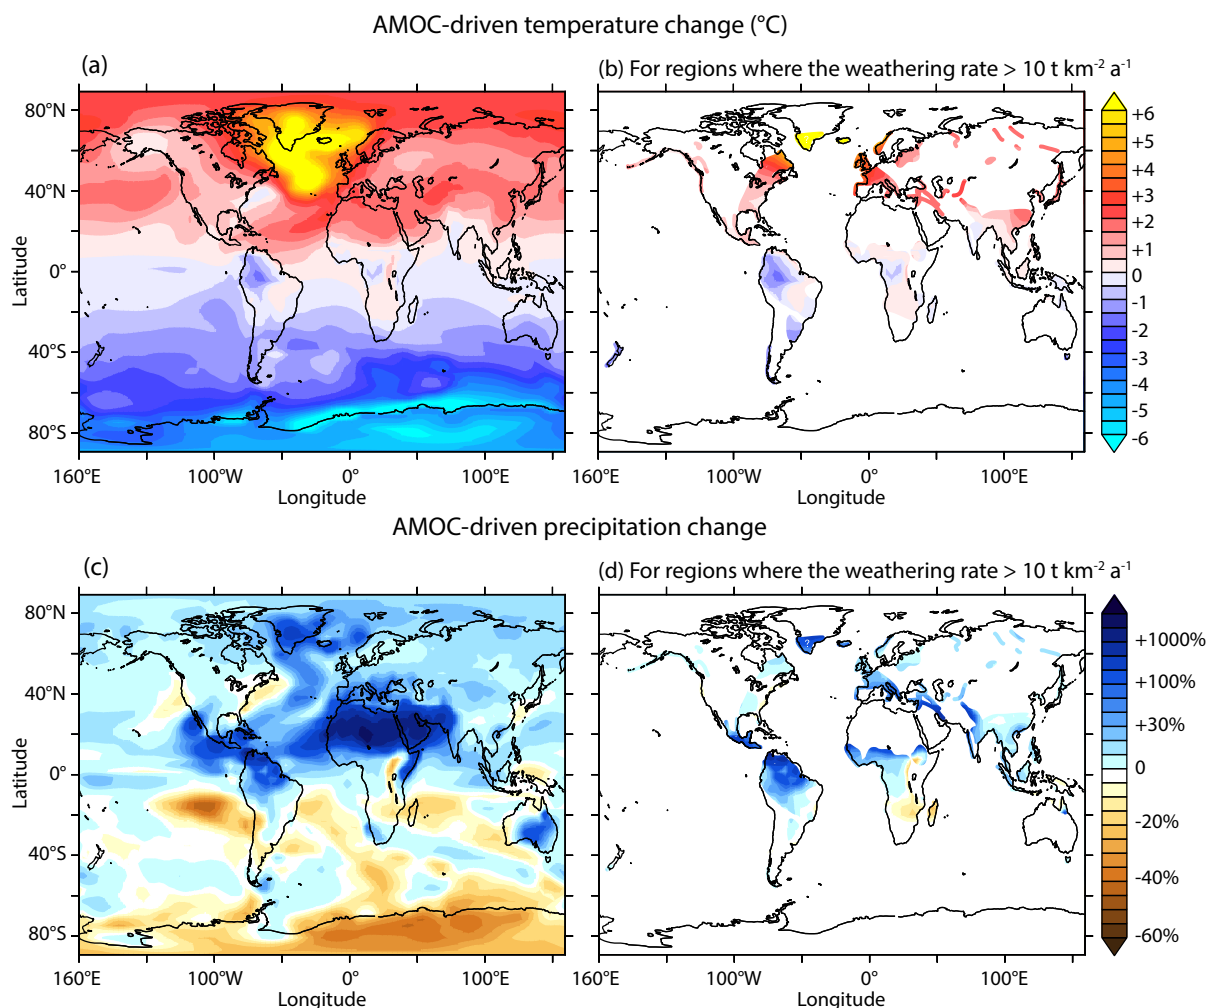 AMOC-driven temperature change (°C)
(a)
(b) For regions where the weathering rate > 10 t km⁻² a⁻¹
80°N
40°N
0°
40°S
80°S
Latitude
160°E
100°W
0°
100°E
Longitude
160°E
100°W
0°
100°E
Longitude
+6
+5
+4
+3
+2
+1
0
-1
-2
-3
-4
-5
-6
AMOC-driven precipitation change
(c)
(d) For regions where the weathering rate > 10 t km⁻² a⁻¹
80°N
40°N
0°
40°S
80°S
Latitude
160°E
100°W
0°
100°E
Longitude
160°E
100°W
0°
100°E
Longitude
+1000%
+100%
+30%
0
-20%
-40%
-60%